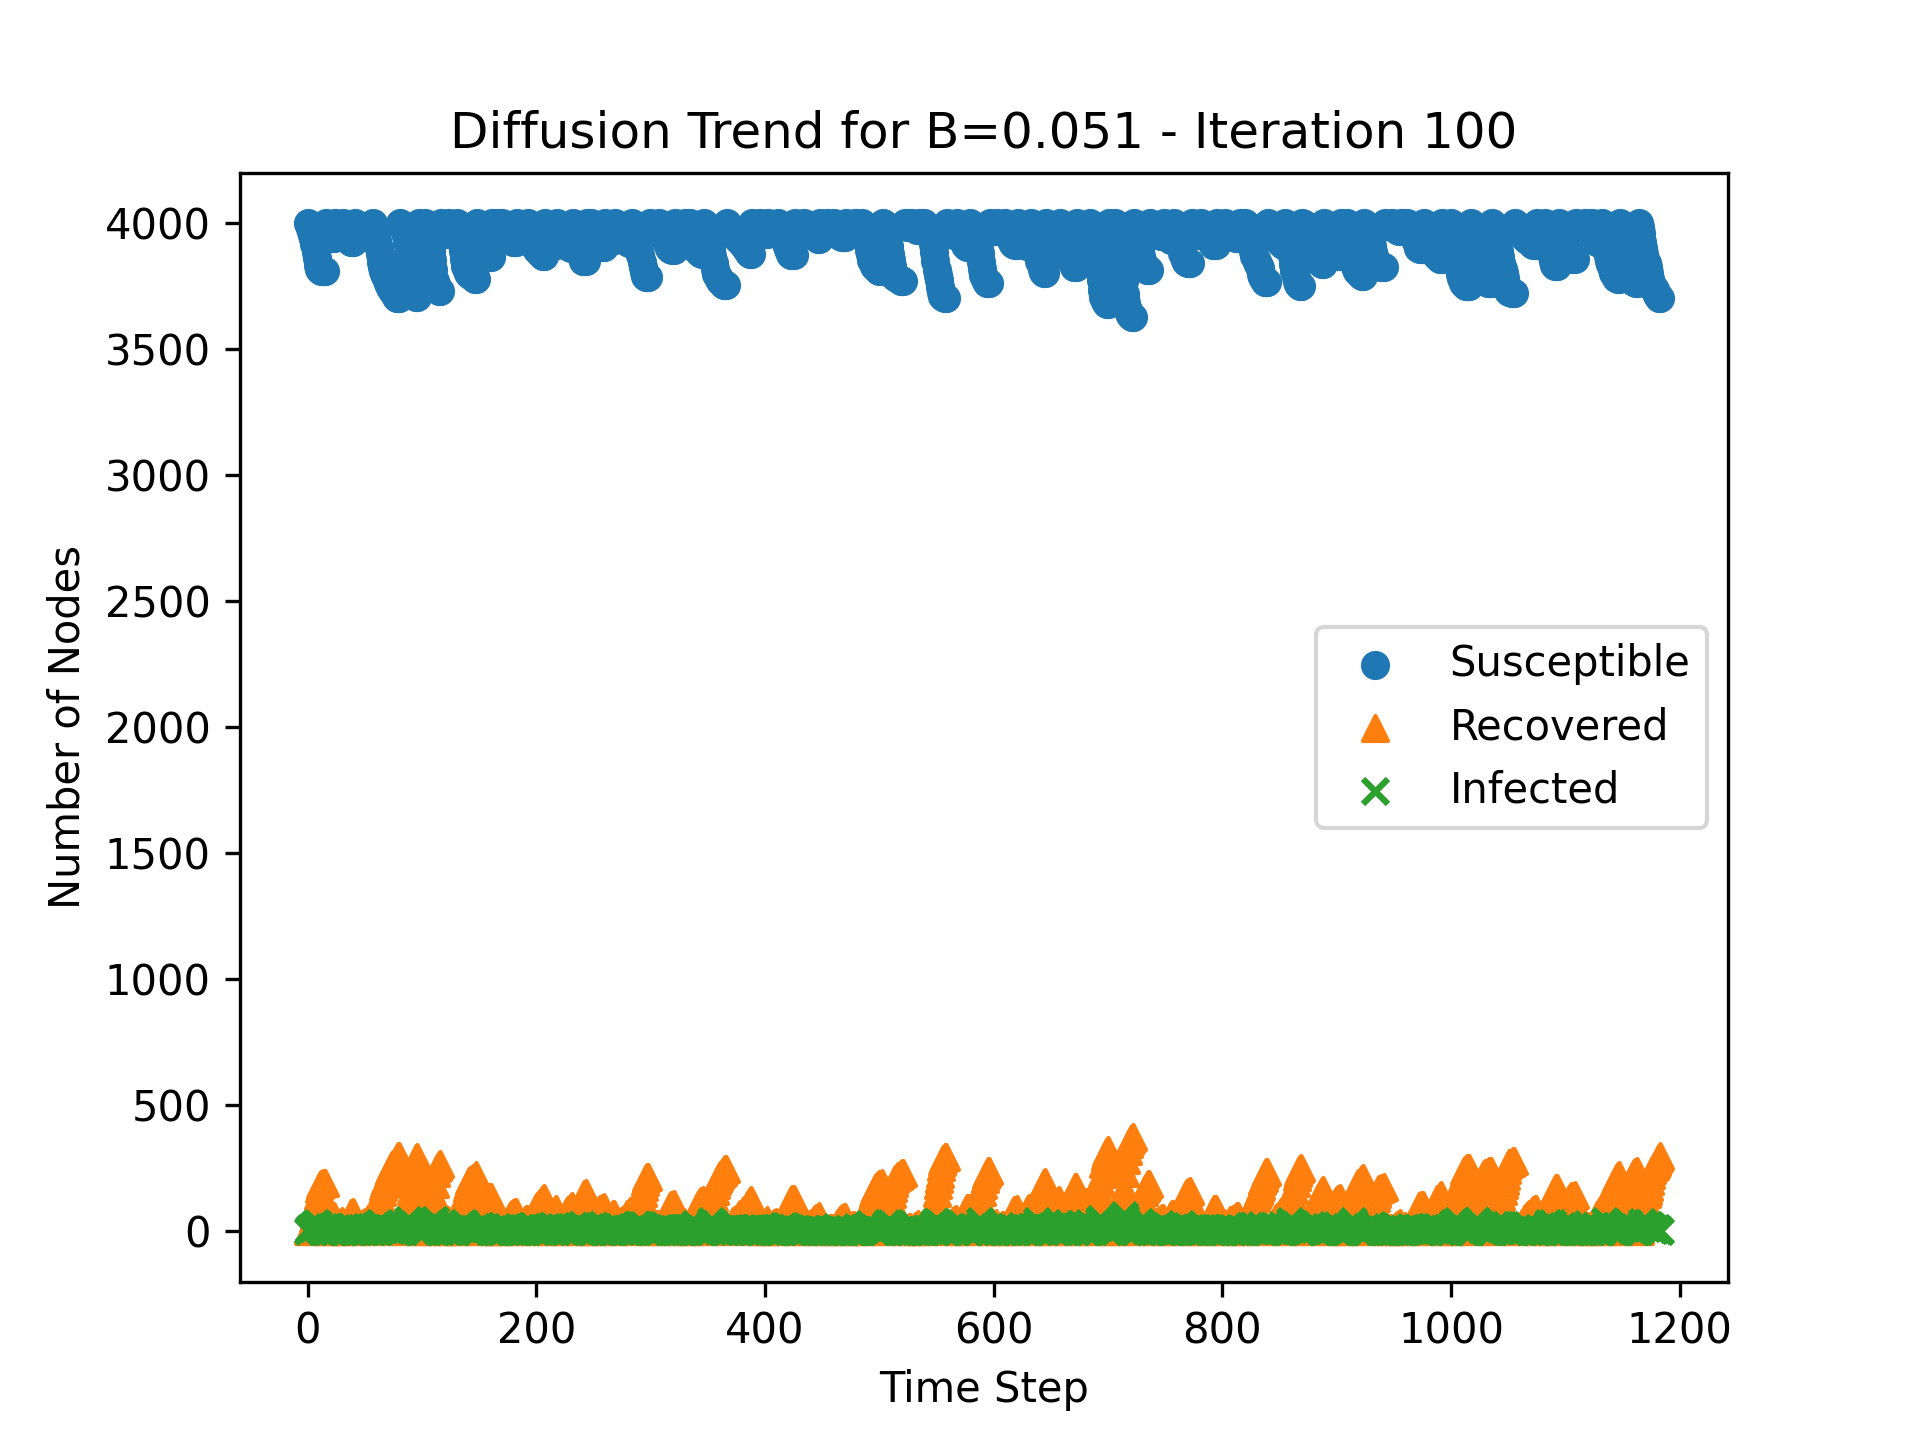 Diffusion Trend for B=0.051 - Iteration 100
4000
3500
3000
2500
2000
1500
1000
500
0
Number of Nodes
Susceptible
Recovered
Infected
0 200 400 600 800 1000 1200
Time Step